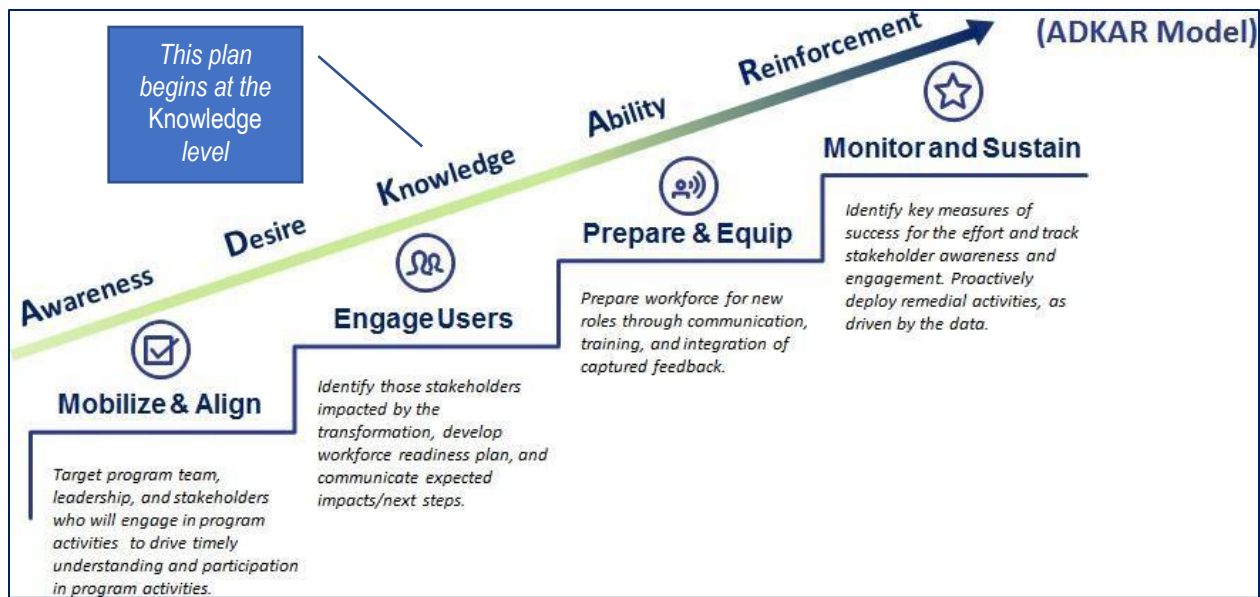 This plan
begins at the
Knowledge
level
(ADKAR Model)
Awareness
Desire
Knowledge
Ability
Reinforcement
Mobilize & Align
Target program team,
leadership, and stakeholders
who will engage in program
activities to drive timely
understanding and participation
in program activities.
Engage Users
Identify those stakeholders
impacted by the
transformation, develop
workforce readiness plan, and
communicate expected
impacts/next steps.
Prepare & Equip
Prepare workforce for new
roles through communication,
training, and integration of
captured feedback.
Monitor and Sustain
Identify key measures of
success for the effort and track
stakeholder awareness and
engagement. Proactively
deploy remedial activities, as
driven by the data.